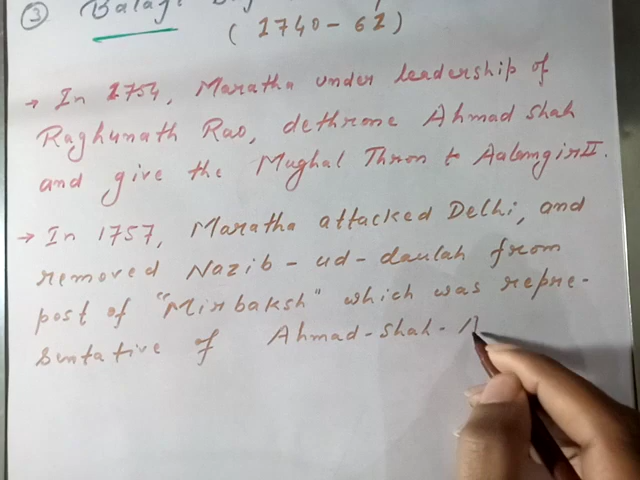 ③ Balaji
(1740-61)
→ In 1754, Maratha under leadership of
Raghunath Rao, dethrone Ahmad Shah
and give the Mughal Thron to Aalamgir II.
→ In 1757, Maratha attacked Delhi, and
removed Nazib-ud-daulah from
post of "Mirbaksh" which was repre-
sentative of Ahmad-Shah-